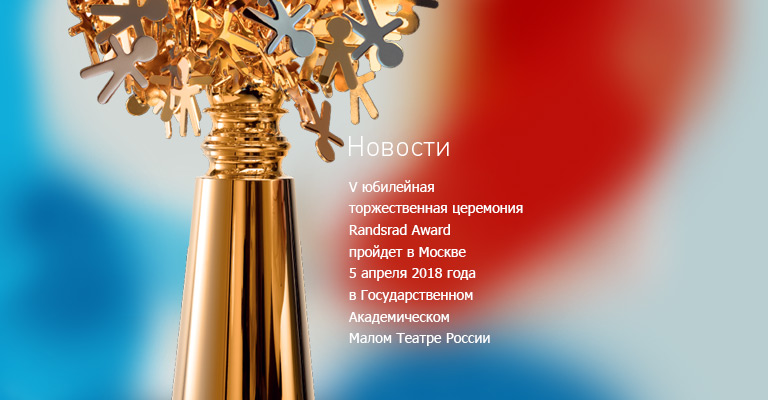 Новости
V юбилейная
торжественная церемония
Randsrad Award
пройдет в Москве
5 апреля 2018 года
в Государственном
Академическом
Малом Театре России